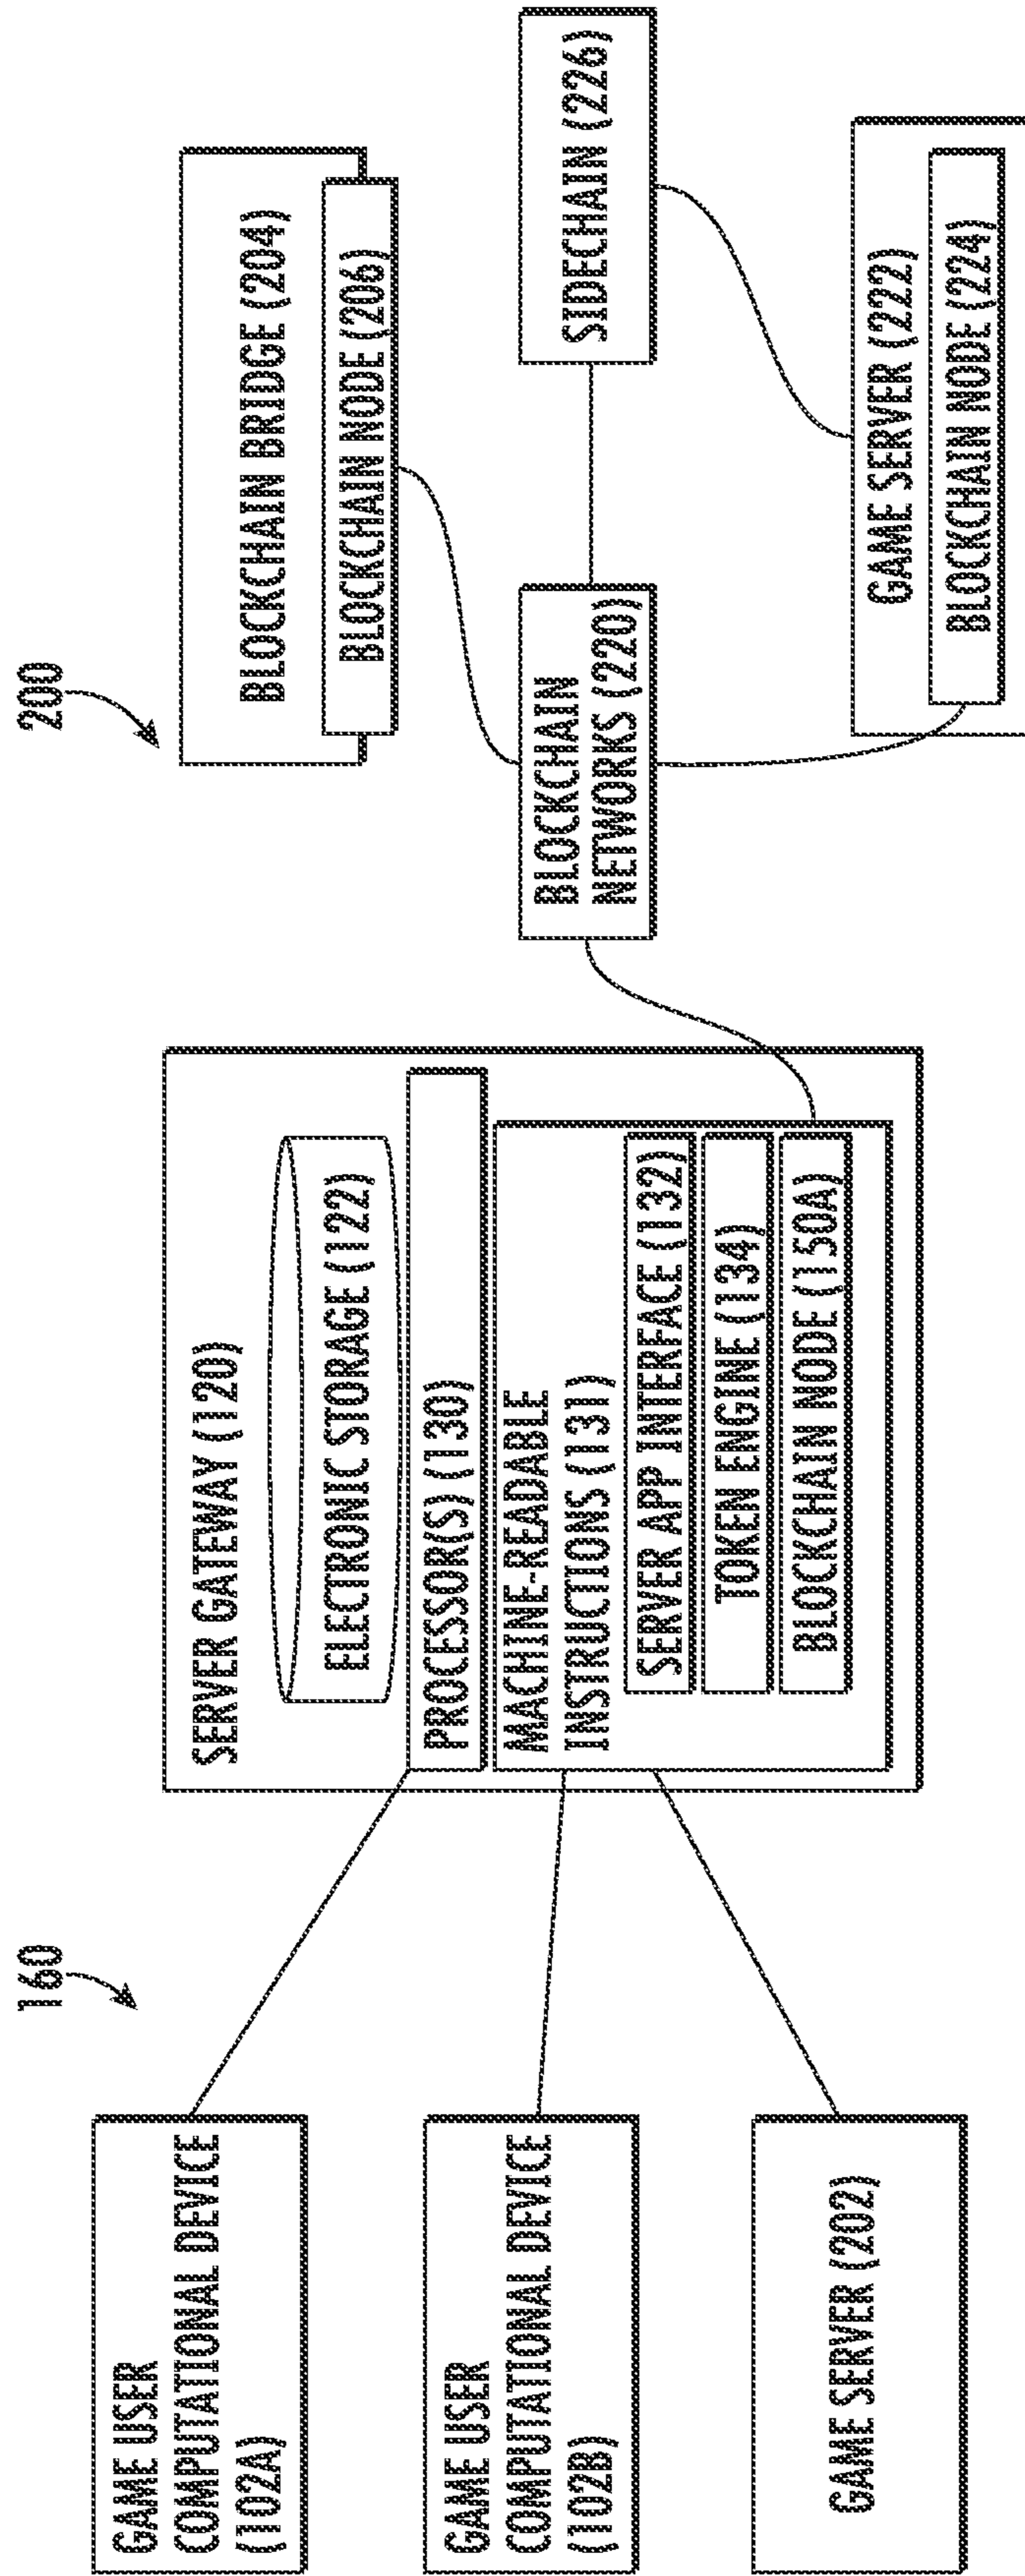 200
160
GAME USER
COMPUTATIONAL DEVICE
(102A)
GAME USER
COMPUTATIONAL DEVICE
(102B)
GAME SERVER (202)
SERVER GATEWAY (120)
ELECTRONIC STORAGE (122)
PROCESSOR(S) (130)
MACHINE-READABLE
INSTRUCTIONS (131)
SERVER APP INTERFACE (132)
TOKEN ENGINE (134)
BLOCKCHAIN NODE (150A)
BLOCKCHAIN
NETWORKS (220)
BLOCKCHAIN BRIDGE (204)
BLOCKCHAIN NODE (206)
SIDECHAIN (226)
GAME SERVER (222)
BLOCKCHAIN NODE (224)